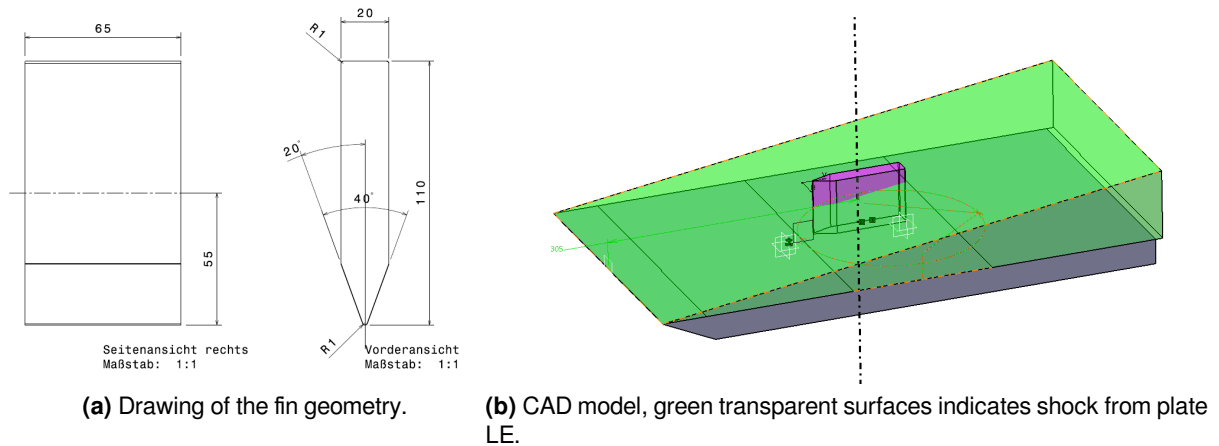 65
20
R1
20°
40°
110
55
R1
Seitenansicht rechts
Maßstab: 1:1
Vorderansicht
Maßstab: 1:1
305
(a) Drawing of the fin geometry.
(b) CAD model, green transparent surfaces indicates shock from plate
LE.